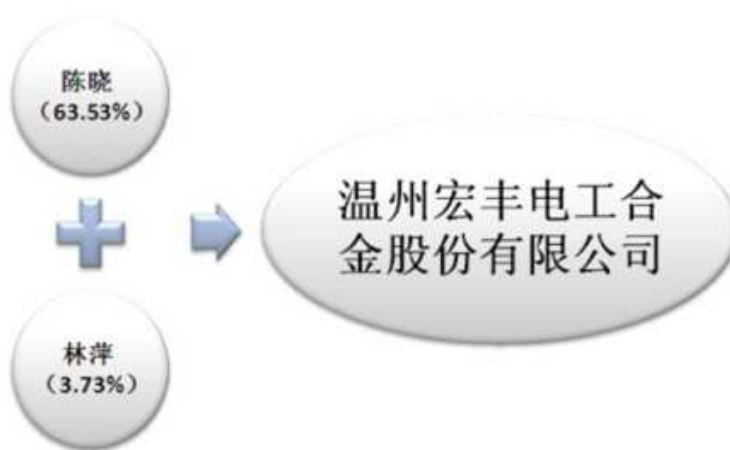 陈晓
（63.53%）
林萍
（3.73%）
温州宏丰电工合
金股份有限公司